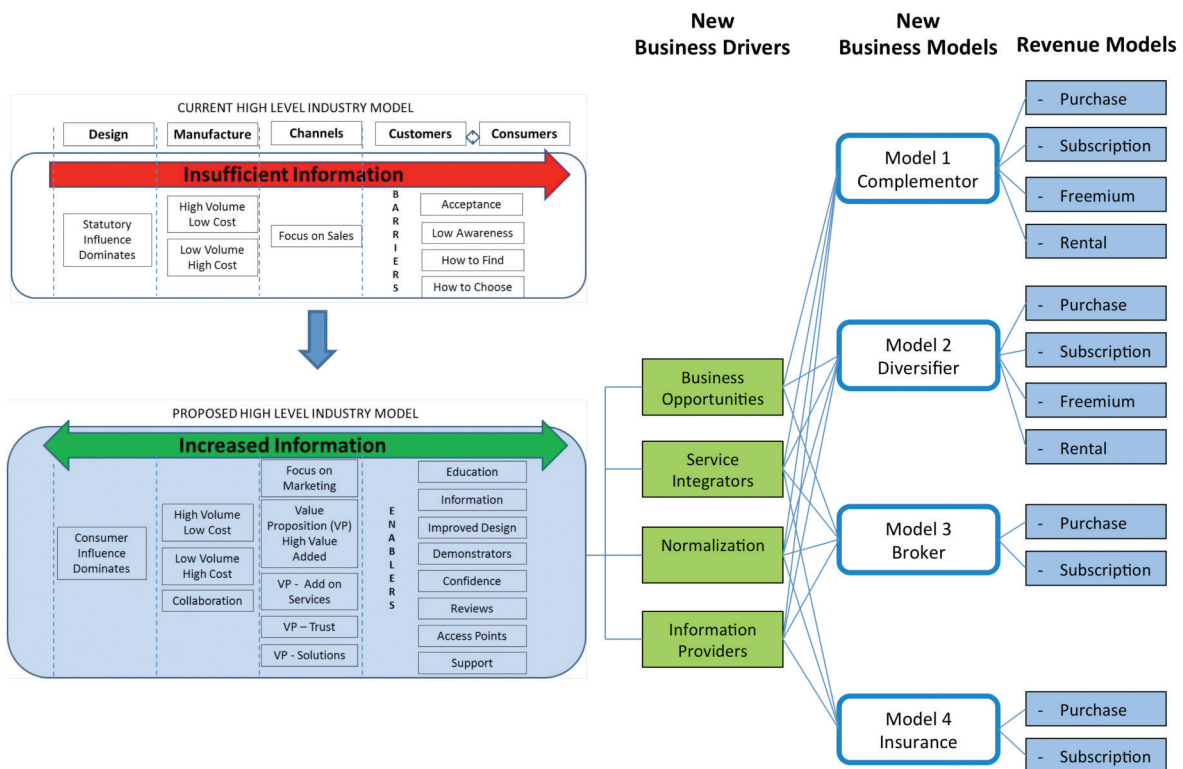 New
Business Drivers
New
Business Models
Revenue Models
CURRENT HIGH LEVEL INDUSTRY MODEL
Design
Manufacture
Channels
Customers
Consumers
Insufficient Information
Statutory
Influence
Dominates
High Volume
Low Cost
Low Volume
High Cost
Focus on Sales
BARRIERS
Acceptance
Low Awareness
How to Find
How to Choose
PROPOSED HIGH LEVEL INDUSTRY MODEL
Increased Information
Consumer
Influence
Dominates
High Volume
Low Cost
Low Volume
High Cost
Collaboration
Focus on
Marketing
Value
Proposition (VP)
High Value
Added
VP - Add on
Services
VP – Trust
VP - Solutions
ENABLERS
Education
Information
Improved Design
Demonstrators
Confidence
Reviews
Access Points
Support
Business
Opportunities
Service
Integrators
Normalization
Information
Providers
Model 1
Complementor
- Purchase
- Subscription
- Freemium
- Rental
Model 2
Diversifier
- Purchase
- Subscription
- Freemium
- Rental
Model 3
Broker
- Purchase
- Subscription
Model 4
Insurance
- Purchase
- Subscription